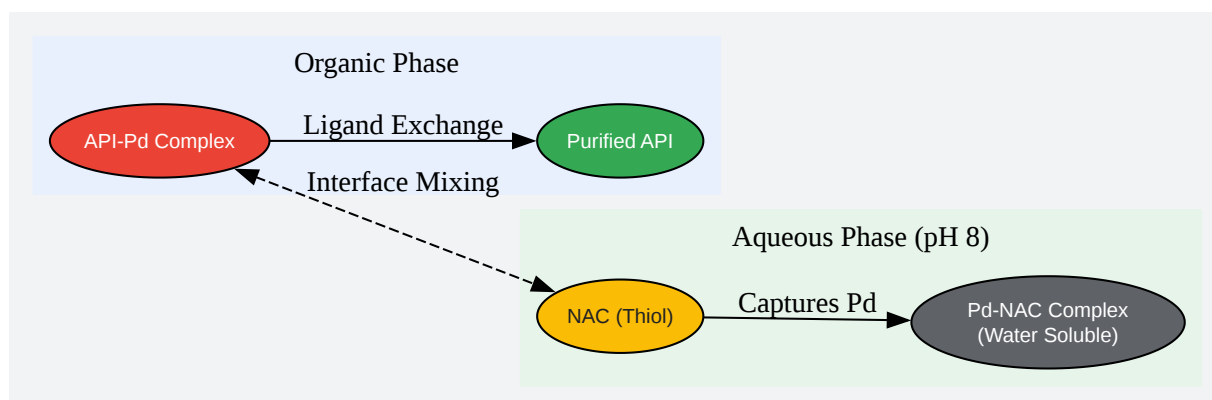 Organic Phase
API-Pd Complex
Ligand Exchange
Purified API
Interface Mixing
Aqueous Phase (pH 8)
NAC (Thiol)
Captures Pd
Pd-NAC Complex
(Water Soluble)